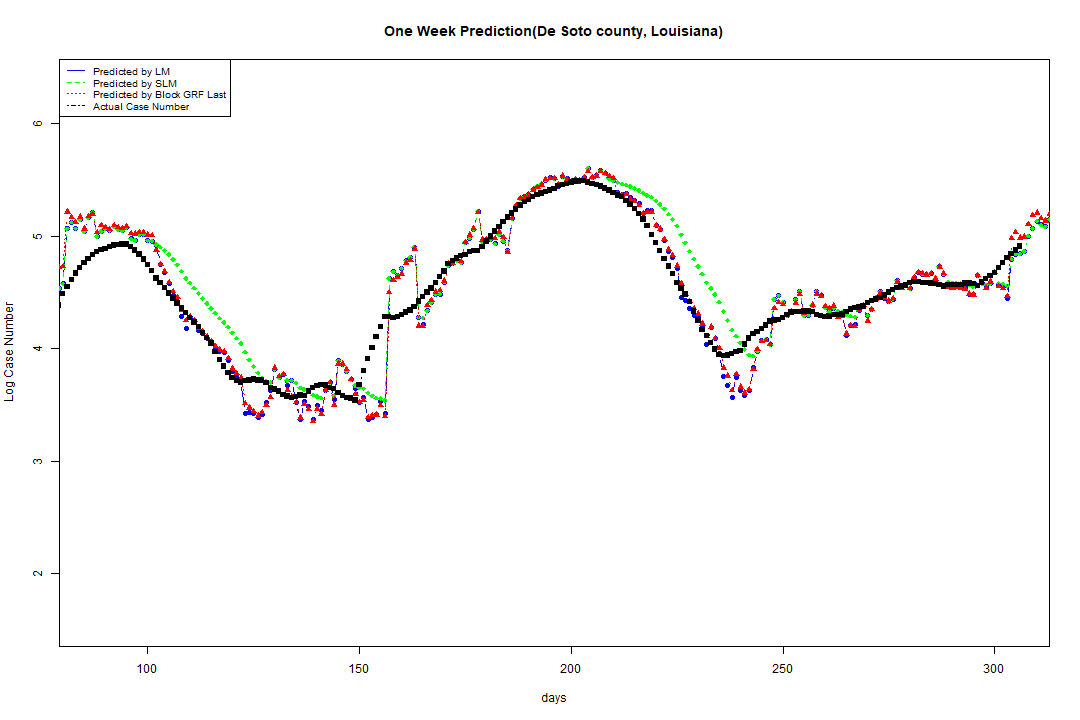 One Week Prediction(De Soto county, Louisiana)
Predicted by LM
Predicted by SLM
Predicted by Block GRF Last
Actual Case Number
Log Case Number
6
5
4
3
2
100 150 200 250 300
days